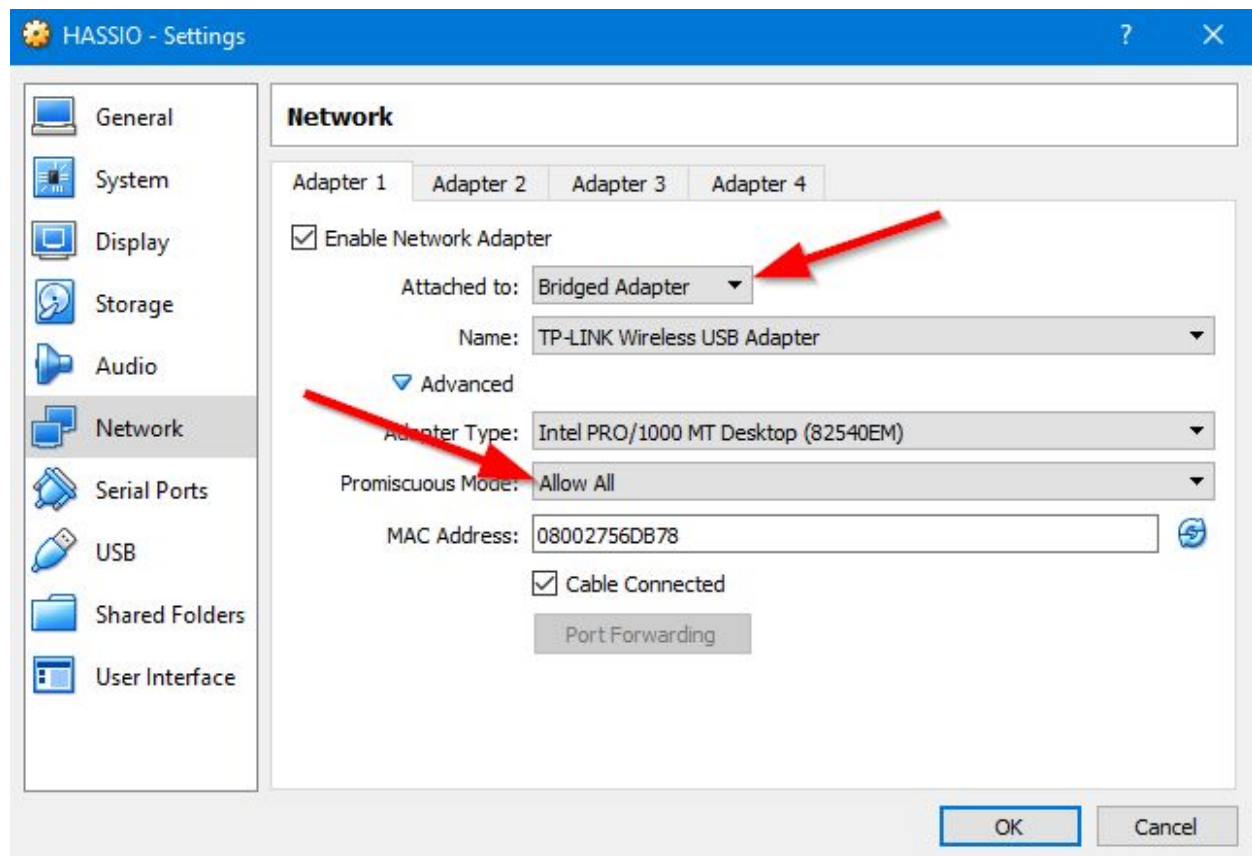 HASSIO - Settings
?
General
System
Display
Storage
Audio
Network
Serial Ports
USB
Shared Folders
User Interface
Network
Adapter 1 Adapter 2 Adapter 3 Adapter 4
Enable Network Adapter
Attached to: Bridged Adapter
Name: TP-LINK Wireless USB Adapter
Advanced
Adapter Type: Intel PRO/1000 MT Desktop (82540EM)
Promiscuous Mode: Allow All
MAC Address: 08002756DB78
Cable Connected
Port Forwarding
OK Cancel